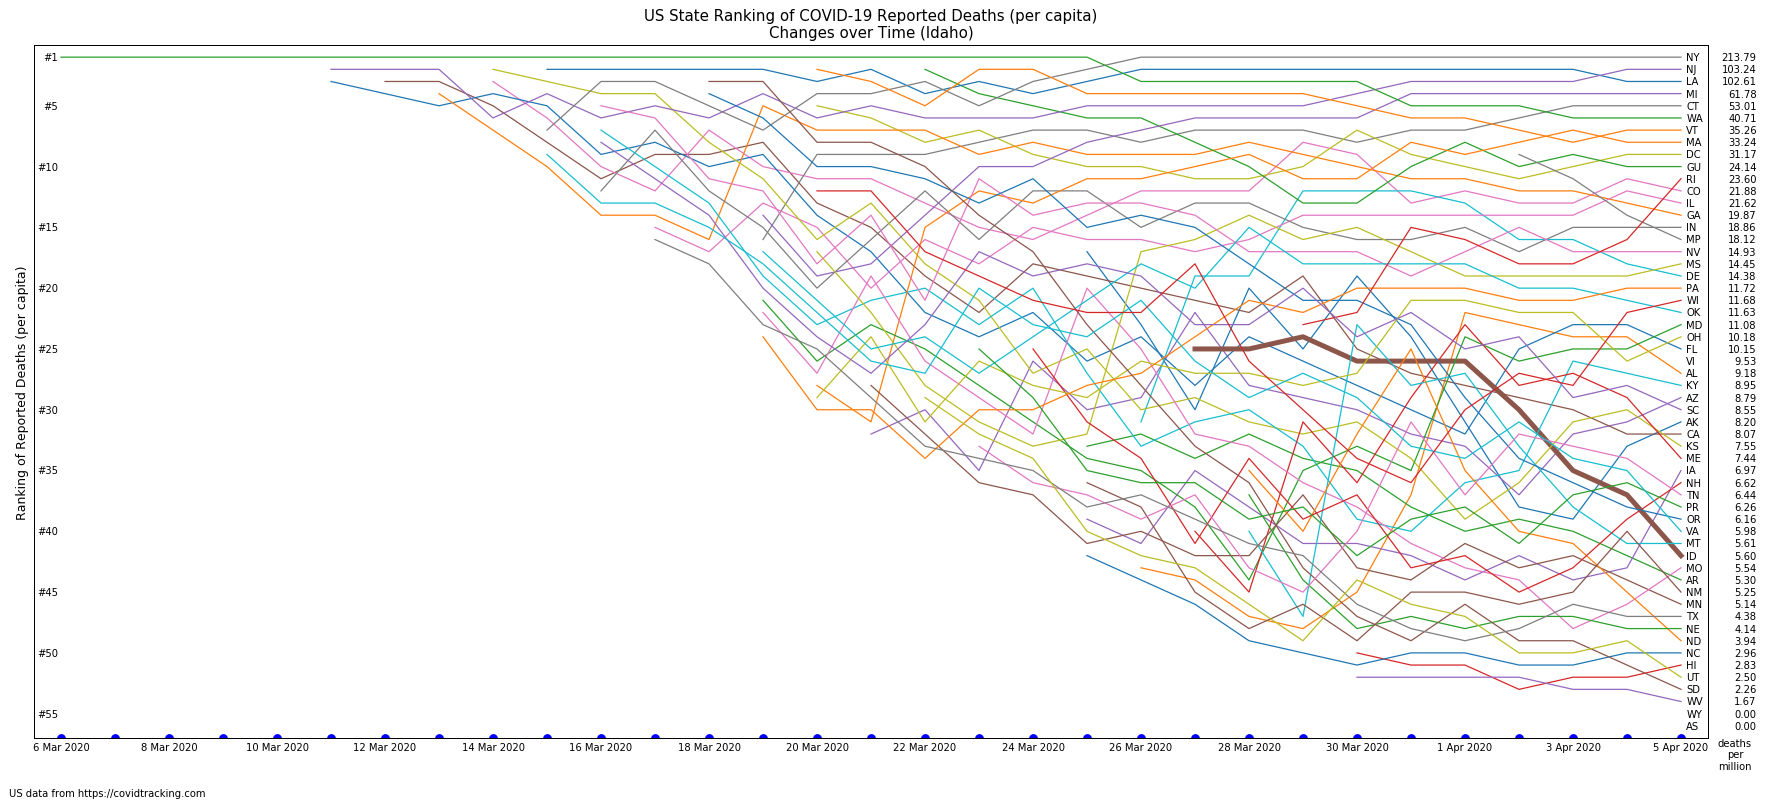 US State Ranking of COVID-19 Reported Deaths (per capita)
Changes over Time (Idaho)
Ranking of Reported Deaths (per capita)
#1
#5
#10
#15
#20
#25
#30
#35
#40
#45
#50
#55
NY 213.79
NJ 103.24
LA 102.61
MI 61.78
CT 53.01
WA 40.71
VT 35.26
MA 33.24
DC 31.17
GU 24.14
RI 23.60
CO 21.88
IL 21.62
GA 19.87
IN 18.86
MP 18.12
NV 14.93
MS 14.45
DE 14.38
PA 11.72
WI 11.68
OK 11.63
MD 11.08
OH 10.18
FL 10.15
VI 9.53
AL 9.18
KY 8.95
AZ 8.79
SC 8.55
AK 8.20
CA 8.07
KS 7.55
ME 7.44
IA 6.97
NH 6.62
TN 6.44
PR 6.26
OR 6.16
VA 5.98
MT 5.61
ID 5.60
MO 5.54
AR 5.30
NM 5.25
MN 5.14
TX 4.38
NE 4.14
ND 3.94
NC 2.96
HI 2.83
UT 2.50
SD 2.26
WV 1.67
WY 0.00
AS 0.00
6 Mar 2020 8 Mar 2020 10 Mar 2020 12 Mar 2020 14 Mar 2020 16 Mar 2020 18 Mar 2020 20 Mar 2020 22 Mar 2020 24 Mar 2020 26 Mar 2020 28 Mar 2020 30 Mar 2020 1 Apr 2020 3 Apr 2020 5 Apr 2020
deaths
per
million
US data from https://covidtracking.com